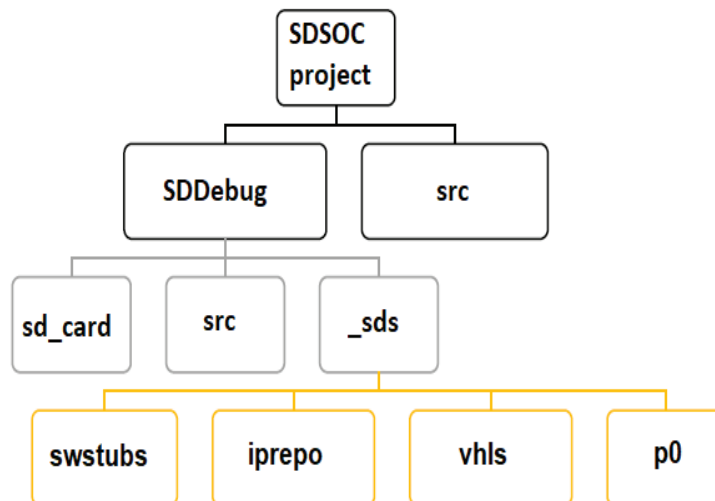 SDSOC
project
SDDebug
src
sd_card
src
_sds
swstubs
iprepo
vhls
p0